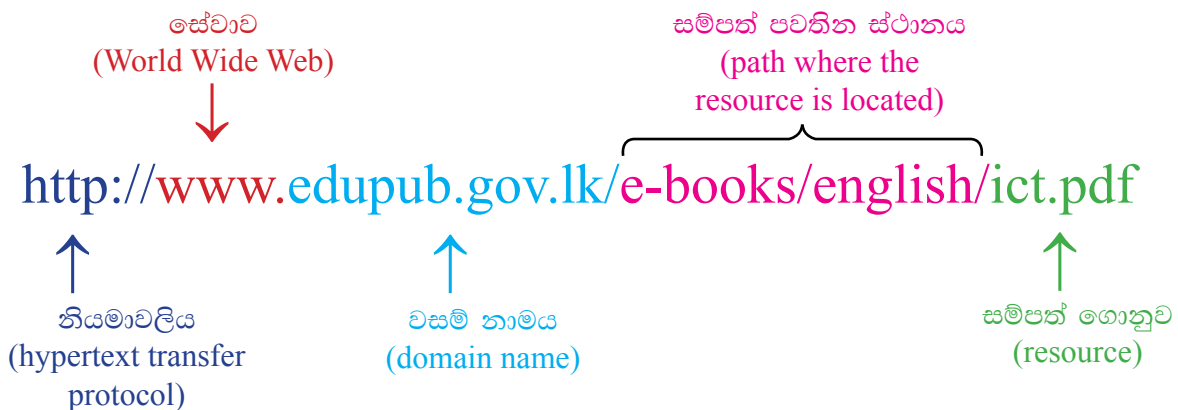 සේවාව
(World Wide Web)
සම්පත් පවතින ස්ථානය
(path where the
resource is located)
http://www.edupub.gov.lk/e-books/english/ict.pdf
නියමාවලිය
(hypertext transfer
protocol)
වසම් නාමය
(domain name)
සම්පත් ගොනුව
(resource)